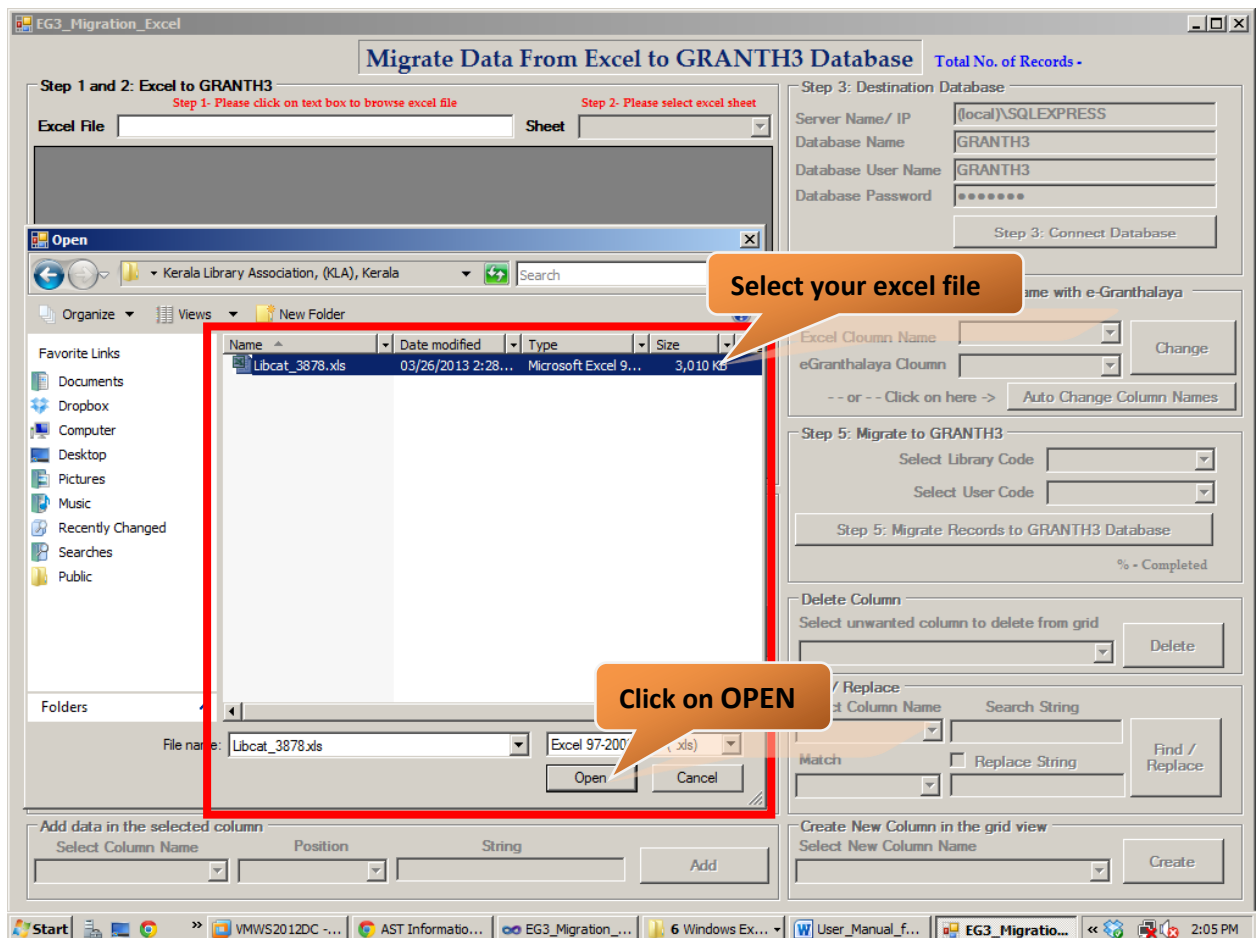 EG3_Migration_Excel
Migrate Data From Excel to GRANTH3 Database
Total No. of Records -
Step 1 and 2: Excel to GRANTH3
Step 1- Please click on text box to browse excel file
Step 2- Please select excel sheet
Excel File
Sheet
Step 3: Destination Database
Server Name/ IP
(local)\SQLEXPRESS
Database Name
GRANTH3
Database User Name
GRANTH3
Database Password
•••••••
Step 3: Connect Database
Open
Kerala Library Association, (KLA), Kerala
Search
Organize
Views
New Folder
Select your excel file
Favorite Links
Documents
Dropbox
Computer
Desktop
Pictures
Music
Recently Changed
Searches
Public
Folders
Name
Date modified
Type
Size
Libcat_3878.xls
03/26/2013 2:28...
Microsoft Excel 9...
3,010 KB
Click on OPEN
File name:
Libcat_3878.xls
Excel 97-200
xls)
Open
Cancel
ame with e-Granthalaya
Excel Cloumn Name
eGranthalaya Cloumn
Change
- - or - - Click on here ->
Auto Change Column Names
Step 5: Migrate to GRANTH3
Select Library Code
Select User Code
Step 5: Migrate Records to GRANTH3 Database
% - Completed
Delete Column
Select unwanted column to delete from grid
Delete
/ Replace
ct Column Name
Search String
Match
Replace String
Find /
Replace
Add data in the selected column
Select Column Name
Position
String
Add
Create New Column in the grid view
Select New Column Name
Create
Start
VMWS2012DC -...
AST Informatio...
EG3_Migration_...
6 Windows Ex...
User_Manual_f...
EG3_Migratio...
2:05 PM